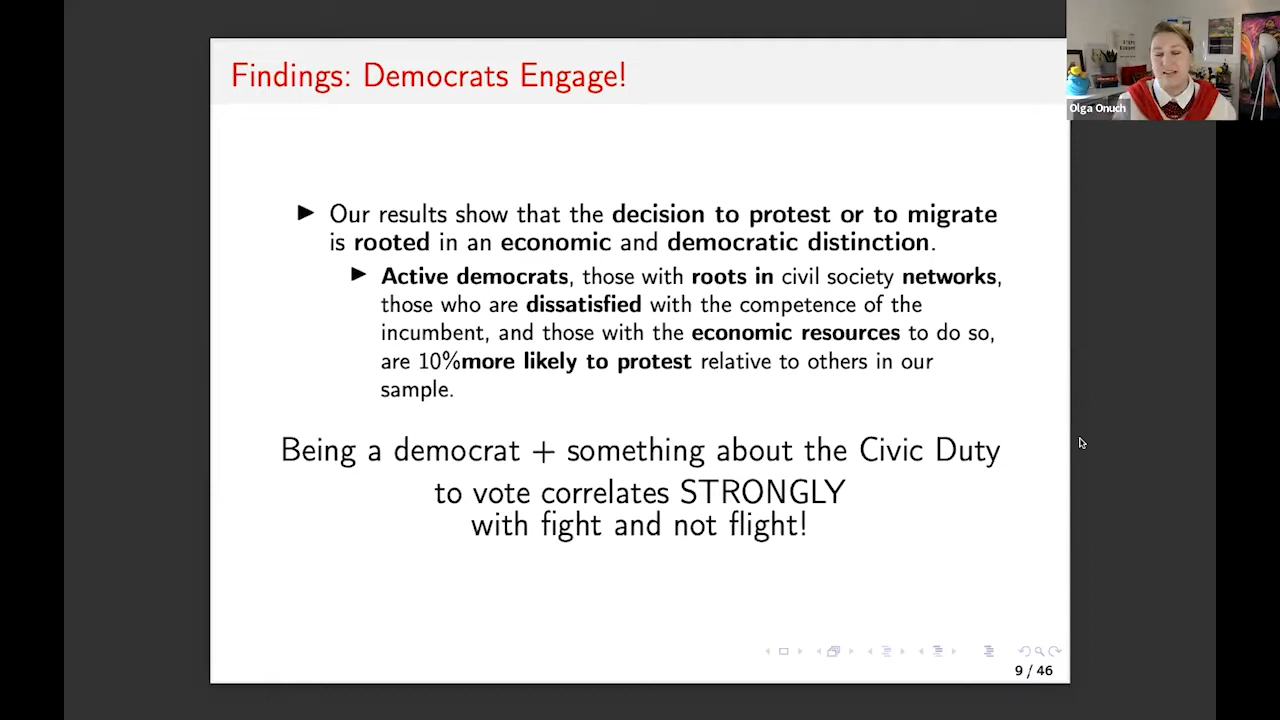 Findings: Democrats Engage!
Olga Onuch
Our results show that the decision to protest or to migrate
is rooted in an economic and democratic distinction.
Active democrats, those with roots in civil society networks,
those who are dissatisfied with the competence of the
incumbent, and those with the economic resources to do so,
are 10%more likely to protest relative to others in our
sample.
Being a democrat + something about the Civic Duty
to vote correlates STRONGLY
with fight and not flight!
9 / 46